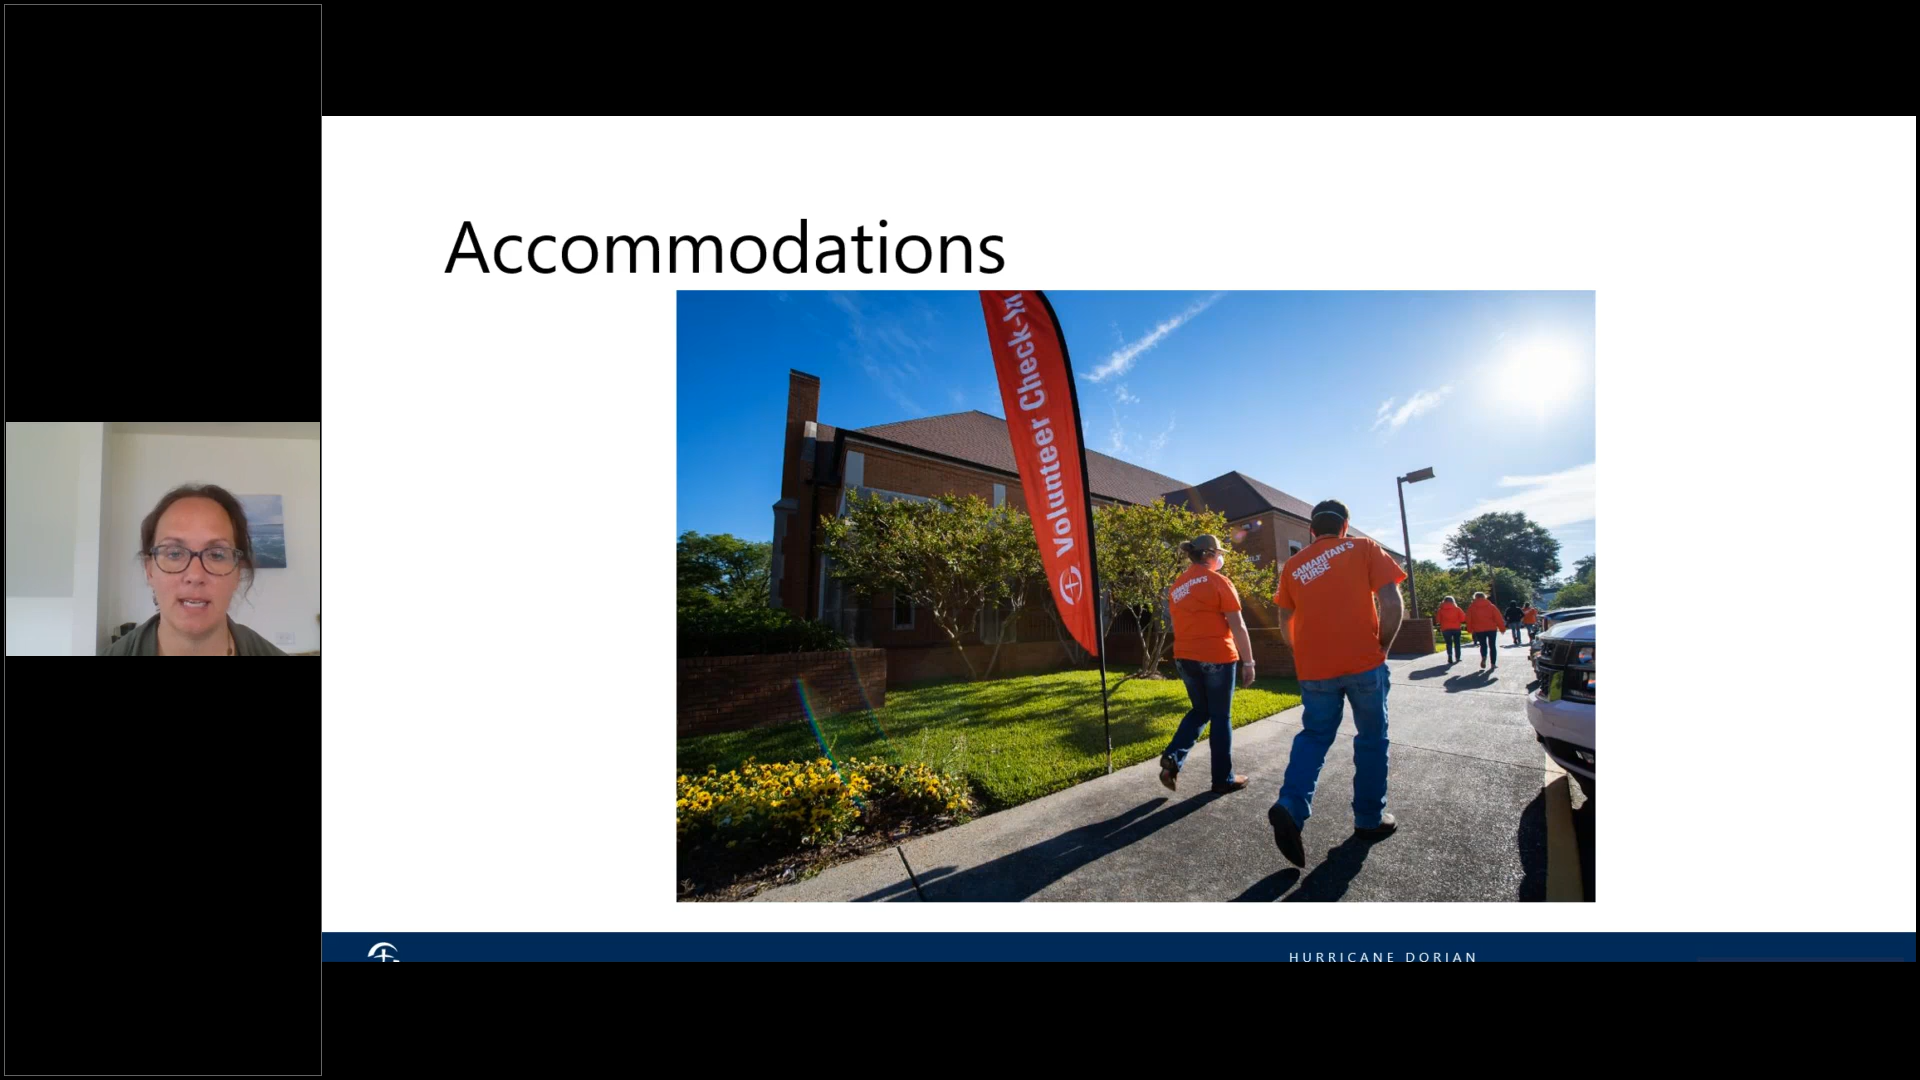 Accommodations
Volunteer Check-In
SAMARITAN'S
PURSE
SAMARITAN'S
PURSE
HURRICANE DORIAN